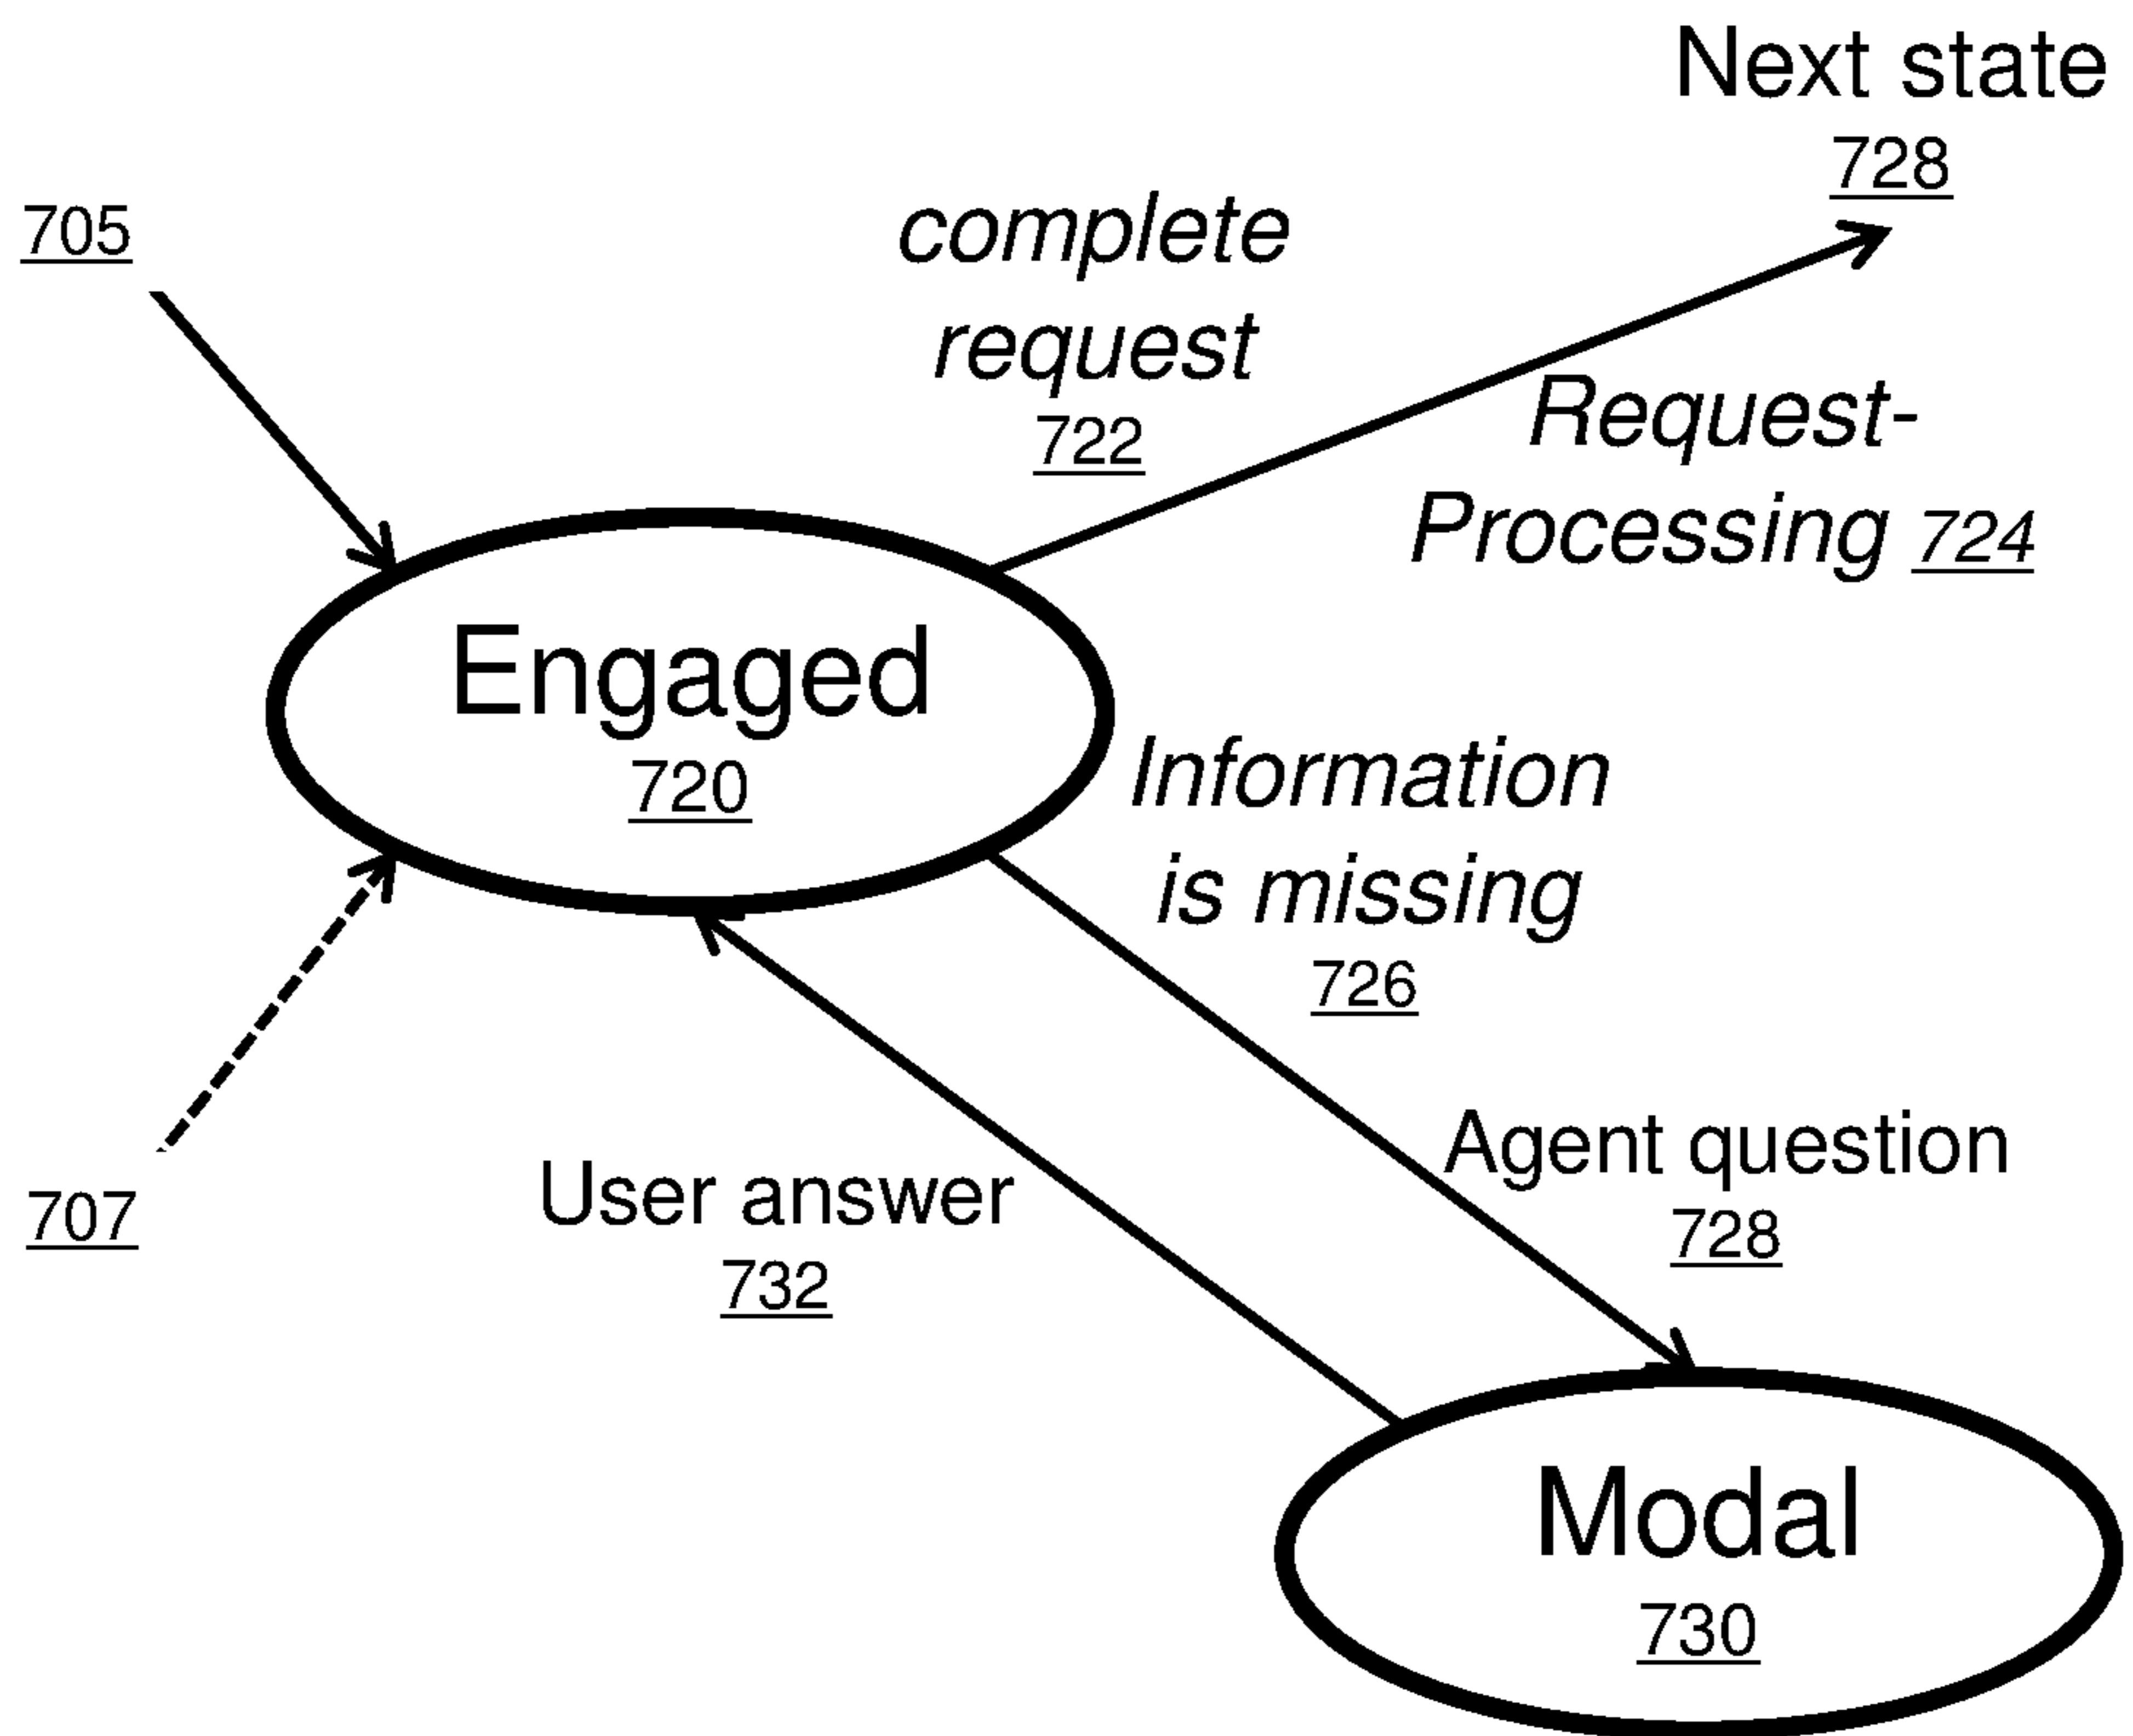 Next state
728
705
complete
request
722
Request-
Processing 724
Engaged
720
Information
is missing
726
Agent question
728
User answer
732
707
Modal
730